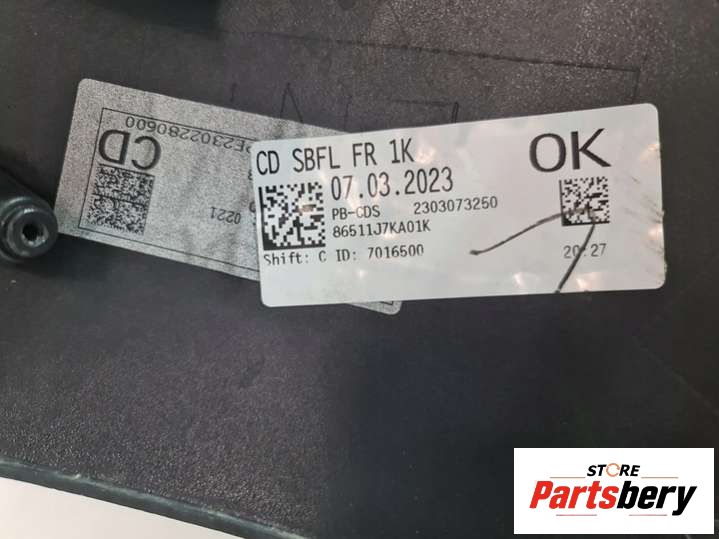 CD SBFL FR 1K
OK
07.03.2023
PB-CDS 2303073250
86511J7KA01K
Shift: C ID: 7016500
20:27
CD
PE2302280600
0221
STORE
Partsbery